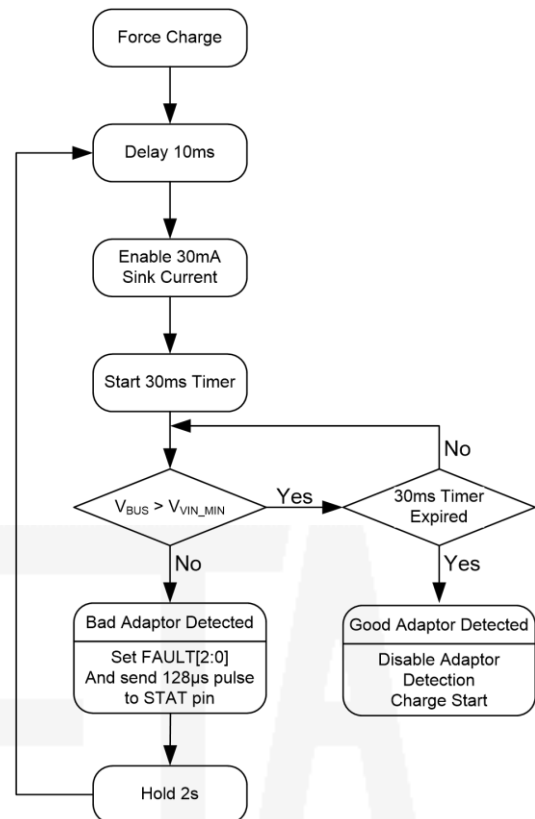 Force Charge
Delay 10ms
Enable 30mA
Sink Current
Start 30ms Timer
No
V_BUS > V_VIN_MIN
Yes
30ms Timer
Expired
No
Yes
Bad Adaptor Detected
Set FAULT[2:0]
And send 128µs pulse
to STAT pin
Good Adaptor Detected
Disable Adaptor
Detection
Charge Start
Hold 2s